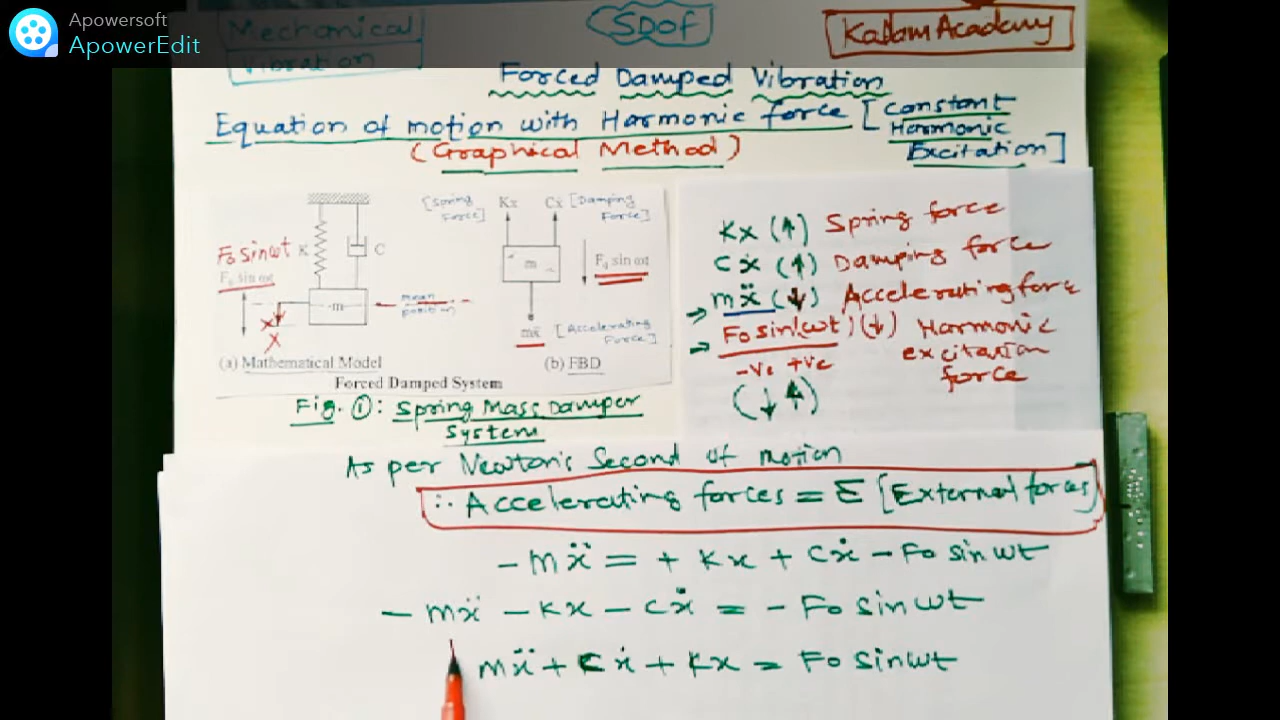 Apowersoft
ApowerEdit
Mechanical
Vibration
SDOF
Kadam Academy
Forced Damped Vibration
Equation of motion with Harmonic force [constant
Harmonic
Excitation]
(Graphical Method)
[Spring
Force]
Kx
Cẋ
[Damping
Force]
F₀ sin ωt
K
C
F₀ sin ωt
m
mean
position
x
x
m
F₀ sin ωt
mẍ
[Accelerating
Force]
(a) Mathematical Model
(b) FBD
Forced Damped System
Fig. ①: Spring Mass Damper
System
Kx (↑) Spring force
cẋ (↑) Damping force
→ mẍ (↓) Accelerating force
→ F₀ sin(ωt) (↓) Harmonic
excitation
force
-ve +ve
(↓ ↑)
As per Newton's Second of motion
∴ Accelerating forces = Σ [External forces]
- mẍ = + Kx + cẋ - F₀ sin ωt
- mẍ - Kx - cẋ = - F₀ sin ωt
mẍ + cẋ + Kx = F₀ sin ωt